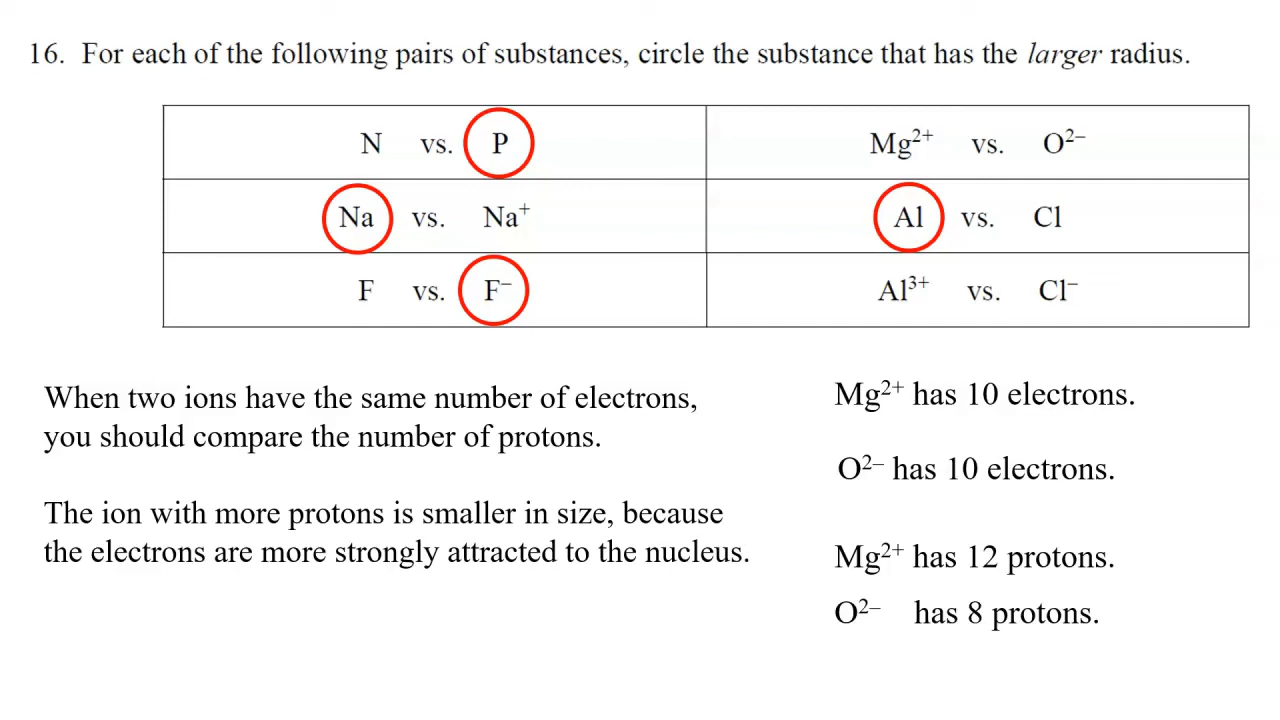 16. For each of the following pairs of substances, circle the substance that has the larger radius.
N vs. P
Mg²⁺ vs. O²⁻
Na vs. Na⁺
Al vs. Cl
F vs. F⁻
Al³⁺ vs. Cl⁻
When two ions have the same number of electrons,
you should compare the number of protons.
The ion with more protons is smaller in size, because
the electrons are more strongly attracted to the nucleus.
Mg²⁺ has 10 electrons.
O²⁻ has 10 electrons.
Mg²⁺ has 12 protons.
O²⁻ has 8 protons.